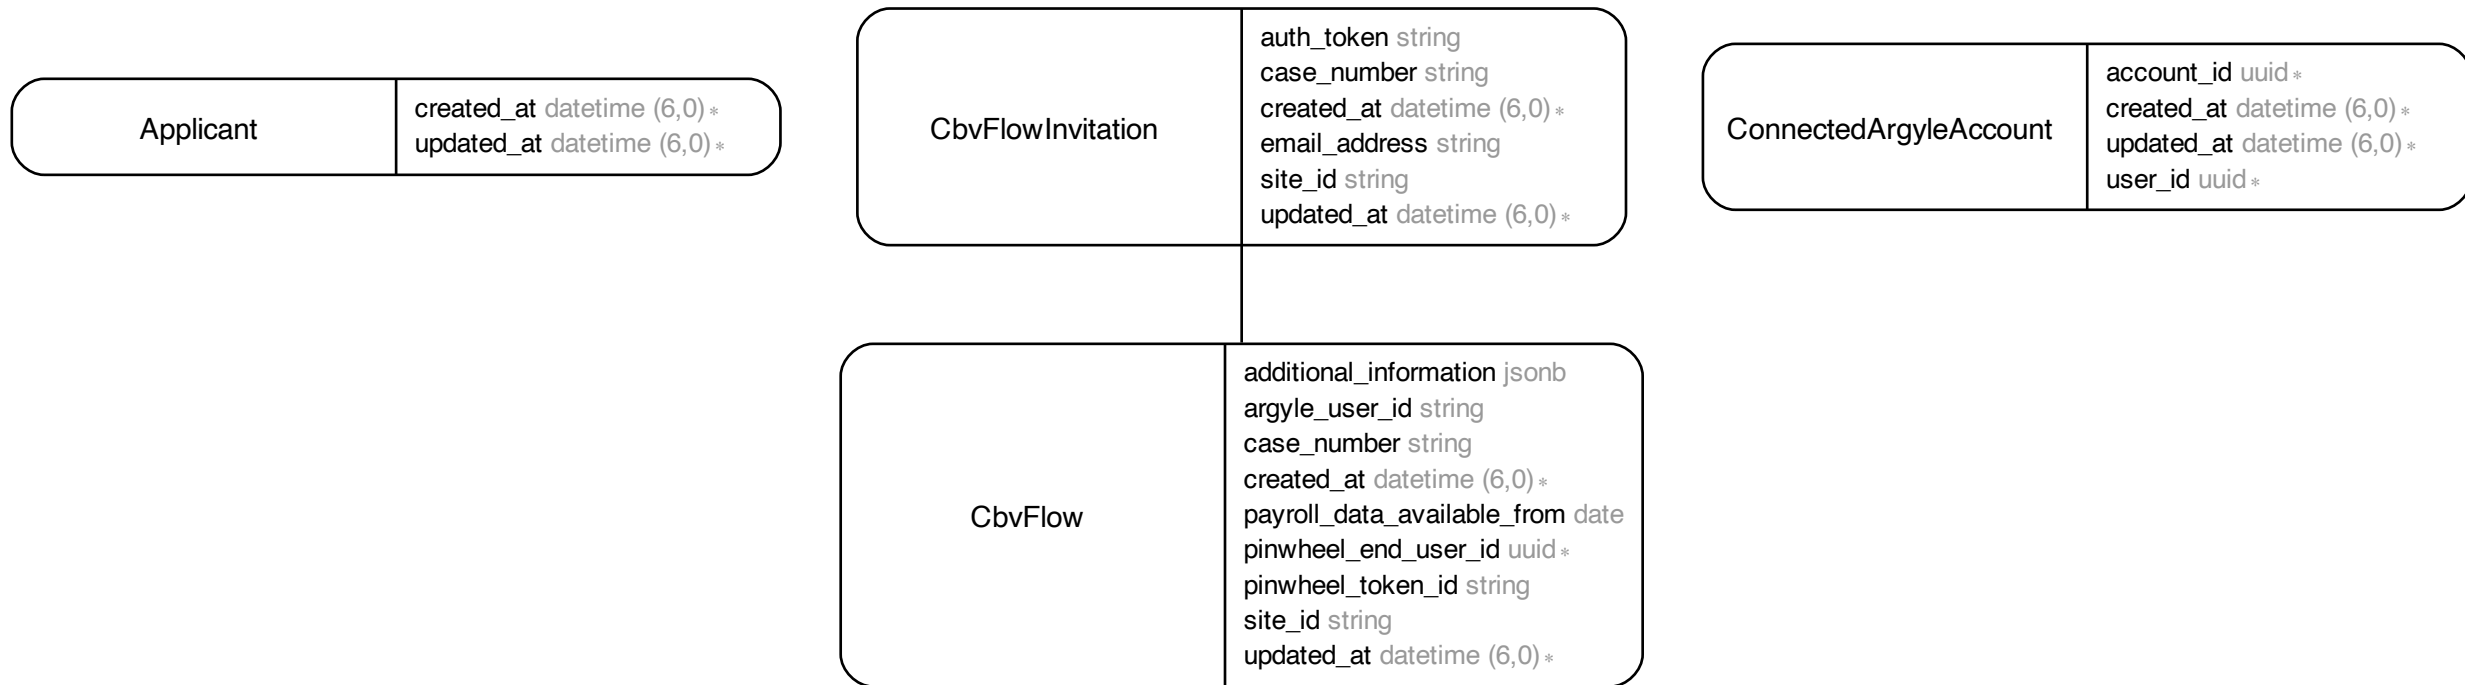 Applicant
created_at datetime (6,0) *
updated_at datetime (6,0) *
CbvFlowInvitation
auth_token string
case_number string
created_at datetime (6,0) *
email_address string
site_id string
updated_at datetime (6,0) *
ConnectedArgyleAccount
account_id uuid *
created_at datetime (6,0) *
updated_at datetime (6,0) *
user_id uuid *
CbvFlow
additional_information jsonb
argyle_user_id string
case_number string
created_at datetime (6,0) *
payroll_data_available_from date
pinwheel_end_user_id uuid *
pinwheel_token_id string
site_id string
updated_at datetime (6,0) *